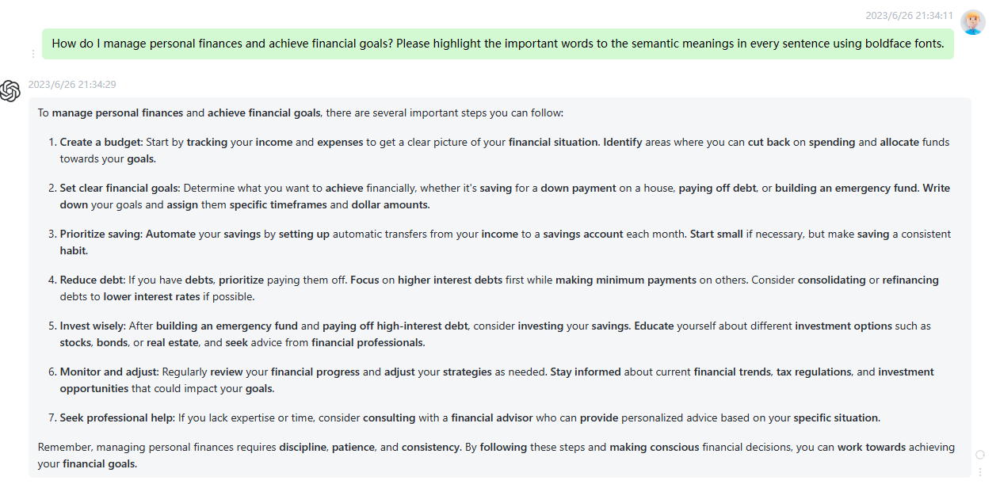 2023/6/26 21:34:11
How do I manage personal finances and achieve financial goals? Please highlight the important words to the semantic meanings in every sentence using boldface fonts.
2023/6/26 21:34:29
To manage personal finances and achieve financial goals, there are several important steps you can follow:
1. Create a budget: Start by tracking your income and expenses to get a clear picture of your financial situation. Identify areas where you can cut back on spending and allocate funds
towards your goals.
2. Set clear financial goals: Determine what you want to achieve financially, whether it's saving for a down payment on a house, paying off debt, or building an emergency fund. Write
down your goals and assign them specific timeframes and dollar amounts.
3. Prioritize saving: Automate your savings by setting up automatic transfers from your income to a savings account each month. Start small if necessary, but make saving a consistent
habit.
4. Reduce debt: If you have debts, prioritize paying them off. Focus on higher interest debts first while making minimum payments on others. Consider consolidating or refinancing
debts to lower interest rates if possible.
5. Invest wisely: After building an emergency fund and paying off high-interest debt, consider investing your savings. Educate yourself about different investment options such as
stocks, bonds, or real estate, and seek advice from financial professionals.
6. Monitor and adjust: Regularly review your financial progress and adjust your strategies as needed. Stay informed about current financial trends, tax regulations, and investment
opportunities that could impact your goals.
7. Seek professional help: If you lack expertise or time, consider consulting with a financial advisor who can provide personalized advice based on your specific situation.
Remember, managing personal finances requires discipline, patience, and consistency. By following these steps and making conscious financial decisions, you can work towards achieving
your financial goals.